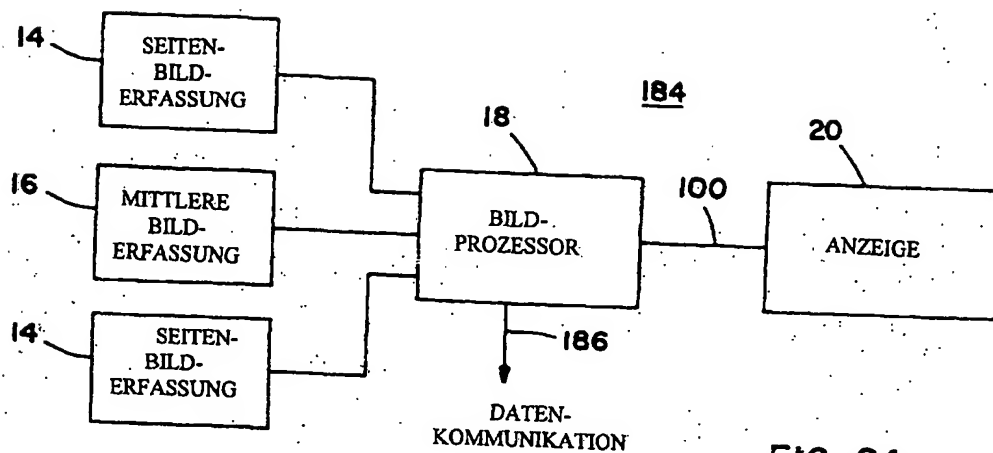 14
SEITEN-
BILD-
ERFASSUNG
184
16
MITTLERE
BILD-
ERFASSUNG
18
BILD-
PROZESSOR
100
20
ANZEIGE
14
SEITEN-
BILD-
ERFASSUNG
186
DATEN-
KOMMUNIKATION